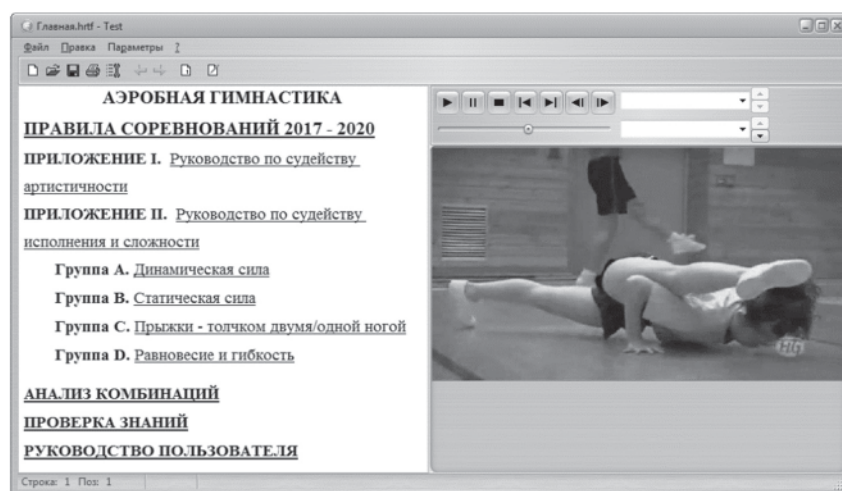 Главная.hrtf - Test
Файл Правка Параметры ?
АЭРОБНАЯ ГИМНАСТИКА
ПРАВИЛА СОРЕВНОВАНИЙ 2017 - 2020
ПРИЛОЖЕНИЕ I. Руководство по судейству
артистичности
ПРИЛОЖЕНИЕ II. Руководство по судейству
исполнения и сложности
Группа A. Динамическая сила
Группа B. Статическая сила
Группа C. Прыжки - толчком двумя/одной ногой
Группа D. Равновесие и гибкость
АНАЛИЗ КОМБИНАЦИЙ
ПРОВЕРКА ЗНАНИЙ
РУКОВОДСТВО ПОЛЬЗОВАТЕЛЯ
HG
Строка: 1 Поз: 1